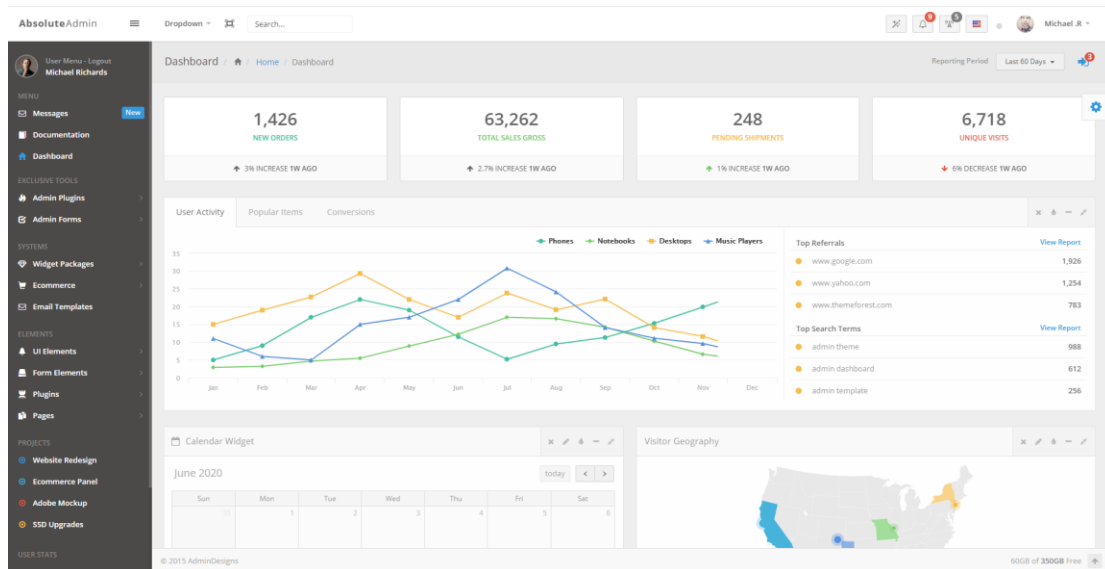 AbsoluteAdmin Dropdown Search... 9 5 Michael .R
User Menu - Logout
Michael Richards
MENU
Messages New
Documentation
Dashboard
EXCLUSIVE TOOLS
Admin Plugins
Admin Forms
SYSTEMS
Widget Packages
Ecommerce
Email Templates
ELEMENTS
UI Elements
Form Elements
Plugins
Pages
PROJECTS
Website Redesign
Ecommerce Panel
Adobe Mockup
SSD Upgrades
USER STATS
Dashboard / / Home / Dashboard Reporting Period Last 60 Days 3
1,426
NEW ORDERS
3% INCREASE 1W AGO
63,262
TOTAL SALES GROSS
2.7% INCREASE 1W AGO
248
PENDING SHIPMENTS
1% INCREASE 1W AGO
6,718
UNIQUE VISITS
6% DECREASE 1W AGO
User Activity Popular Items Conversions
Phones Notebooks Desktops Music Players
35
30
25
20
15
10
5
0
Jan Feb Mar Apr May Jun Jul Aug Sep Oct Nov Dec
Top Referrals View Report
www.google.com 1,926
www.yahoo.com 1,254
www.themeforest.com 783
Top Search Terms View Report
admin theme 988
admin dashboard 612
admin template 256
Calendar Widget
June 2020 today < >
Sun Mon Tue Wed Thu Fri Sat
31 1 2 3 4 5 6
Visitor Geography
© 2015 AdminDesigns 60GB of 350GB Free